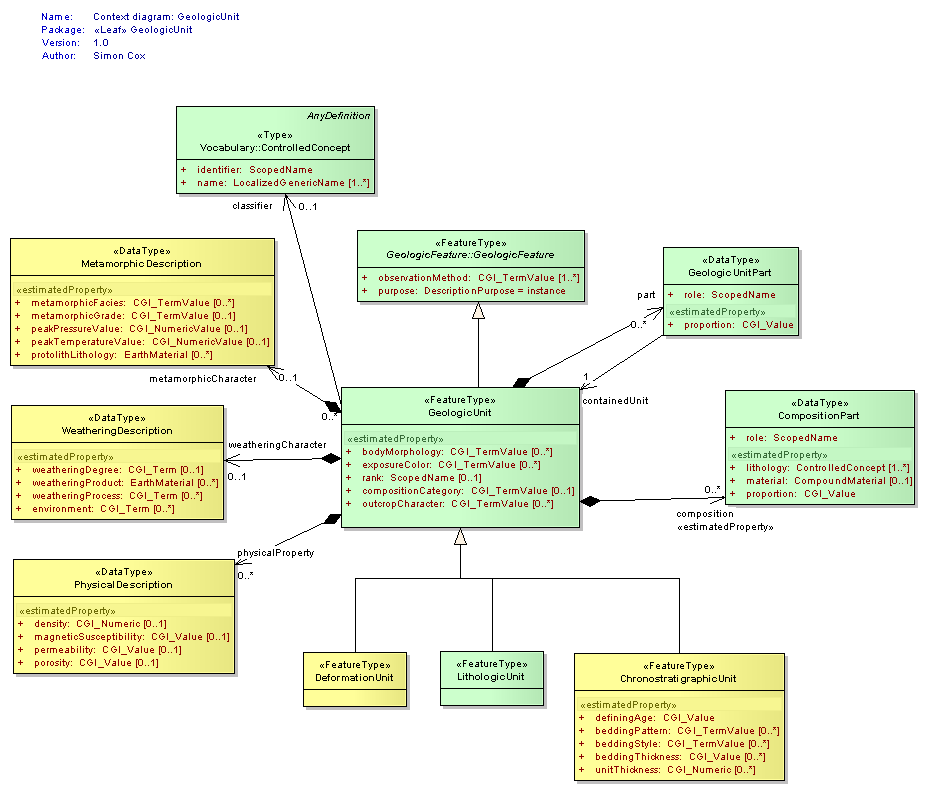 Name: Context diagram: GeologicUnit
Package: «Leaf» GeologicUnit
Version: 1.0
Author: Simon Cox
AnyDefinition
«Type»
Vocabulary::ControlledConcept
+ identifier: ScopedName
+ name: LocalizedGenericName [1..*]
classifier
0..1
«DataType»
MetamorphicDescription
«estimatedProperty»
+ metamorphicFacies: CGI_TermValue [0..*]
+ metamorphicGrade: CGI_TermValue [0..1]
+ peakPressureValue: CGI_NumericValue [0..1]
+ peakTemperatureValue: CGI_NumericValue [0..1]
+ protolithLithology: EarthMaterial [0..*]
metamorphicCharacter
0..1
«FeatureType»
GeologicFeature::GeologicFeature
+ observationMethod: CGI_TermValue [1..*]
+ purpose: DescriptionPurpose = instance
«DataType»
GeologicUnitPart
+ role: ScopedName
«estimatedProperty»
+ proportion: CGI_Value
part
0..*
1
containedUnit
0..*
«FeatureType»
GeologicUnit
«estimatedProperty»
+ bodyMorphology: CGI_TermValue [0..*]
+ exposureColor: CGI_TermValue [0..*]
+ rank: ScopedName [0..1]
+ compositionCategory: CGI_TermValue [0..1]
+ outcropCharacter: CGI_TermValue [0..*]
«DataType»
CompositionPart
+ role: ScopedName
«estimatedProperty»
+ lithology: ControlledConcept [1..*]
+ material: CompoundMaterial [0..1]
+ proportion: CGI_Value
0..*
composition
«estimatedProperty»
«DataType»
WeatheringDescription
«estimatedProperty»
+ weatheringDegree: CGI_Term [0..1]
+ weatheringProduct: EarthMaterial [0..*]
+ weatheringProcess: CGI_Term [0..*]
+ environment: CGI_Term [0..*]
weatheringCharacter
0..1
physicalProperty
0..*
«DataType»
PhysicalDescription
«estimatedProperty»
+ density: CGI_Numeric [0..1]
+ magneticSusceptibility: CGI_Value [0..1]
+ permeability: CGI_Value [0..1]
+ porosity: CGI_Value [0..1]
«FeatureType»
DeformationUnit
«FeatureType»
LithologicUnit
«FeatureType»
ChronostratigraphicUnit
«estimatedProperty»
+ definingAge: CGI_Value
+ beddingPattern: CGI_TermValue [0..*]
+ beddingStyle: CGI_TermValue [0..*]
+ beddingThickness: CGI_Value [0..*]
+ unitThickness: CGI_Numeric [0..*]